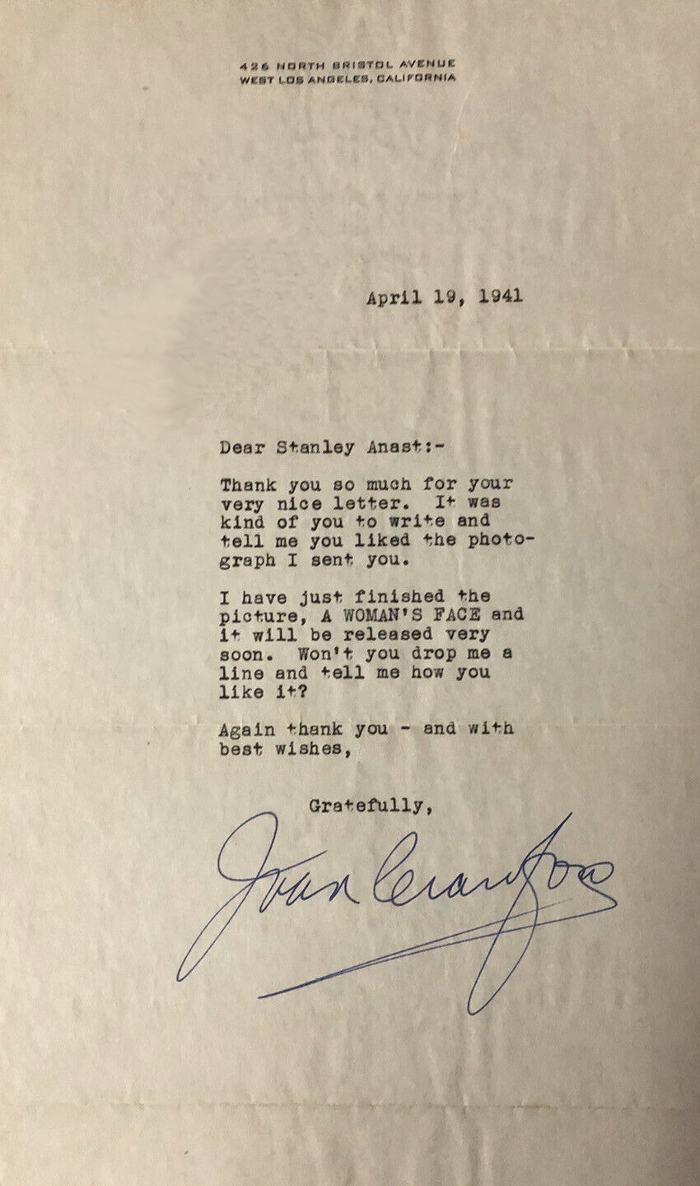 426 NORTH BRISTOL AVENUE
WEST LOS ANGELES, CALIFORNIA
April 19, 1941
Dear Stanley Anast:-
Thank you so much for your
very nice letter. It was
kind of you to write and
tell me you liked the photo-
graph I sent you.
I have just finished the
picture, A WOMAN'S FACE and
it will be released very
soon. Won't you drop me a
line and tell me how you
like it?
Again thank you - and with
best wishes,
Gratefully,
Joan Crawford